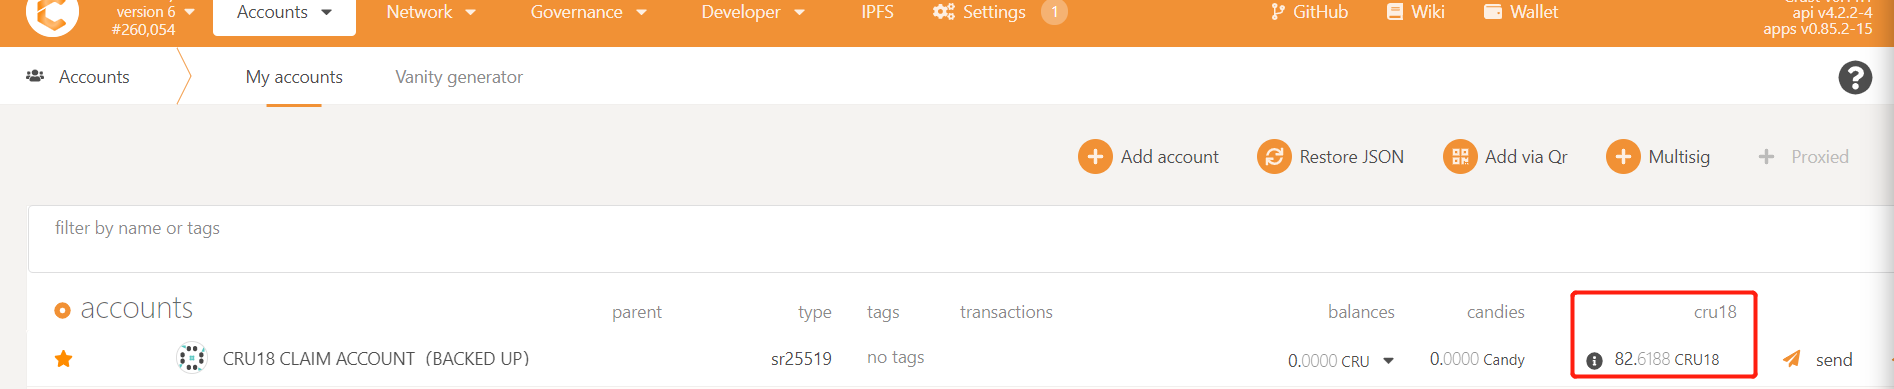 version 6
#260,054
Accounts
Network
Governance
Developer
IPFS
Settings
1
GitHub
Wiki
Wallet
api v4.2.2-4
apps v0.85.2-15
Accounts
My accounts
Vanity generator
?
Add account
Restore JSON
Add via Qr
Multisig
Proxied
filter by name or tags
accounts
parent
type
tags
transactions
balances
candies
cru18
CRU18 CLAIM ACCOUNT（BACKED UP）
sr25519
no tags
0.0000 CRU
0.0000 Candy
82.6188 CRU18
send